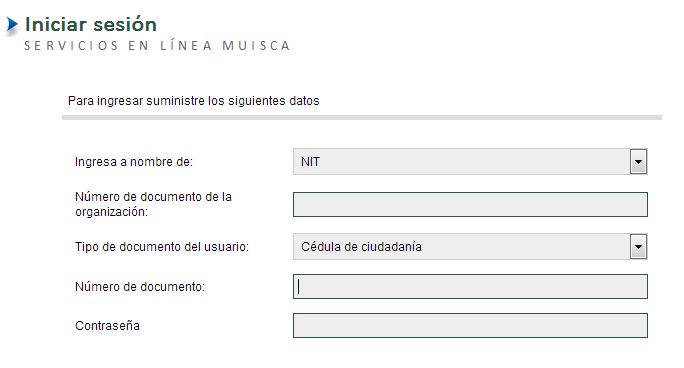 Iniciar sesión
SERVICIOS EN LÍNEA MUISCA
Para ingresar suministre los siguientes datos
Ingresa a nombre de: NIT
Número de documento de la
organización:
Tipo de documento del usuario: Cédula de ciudadanía
Número de documento:
Contraseña